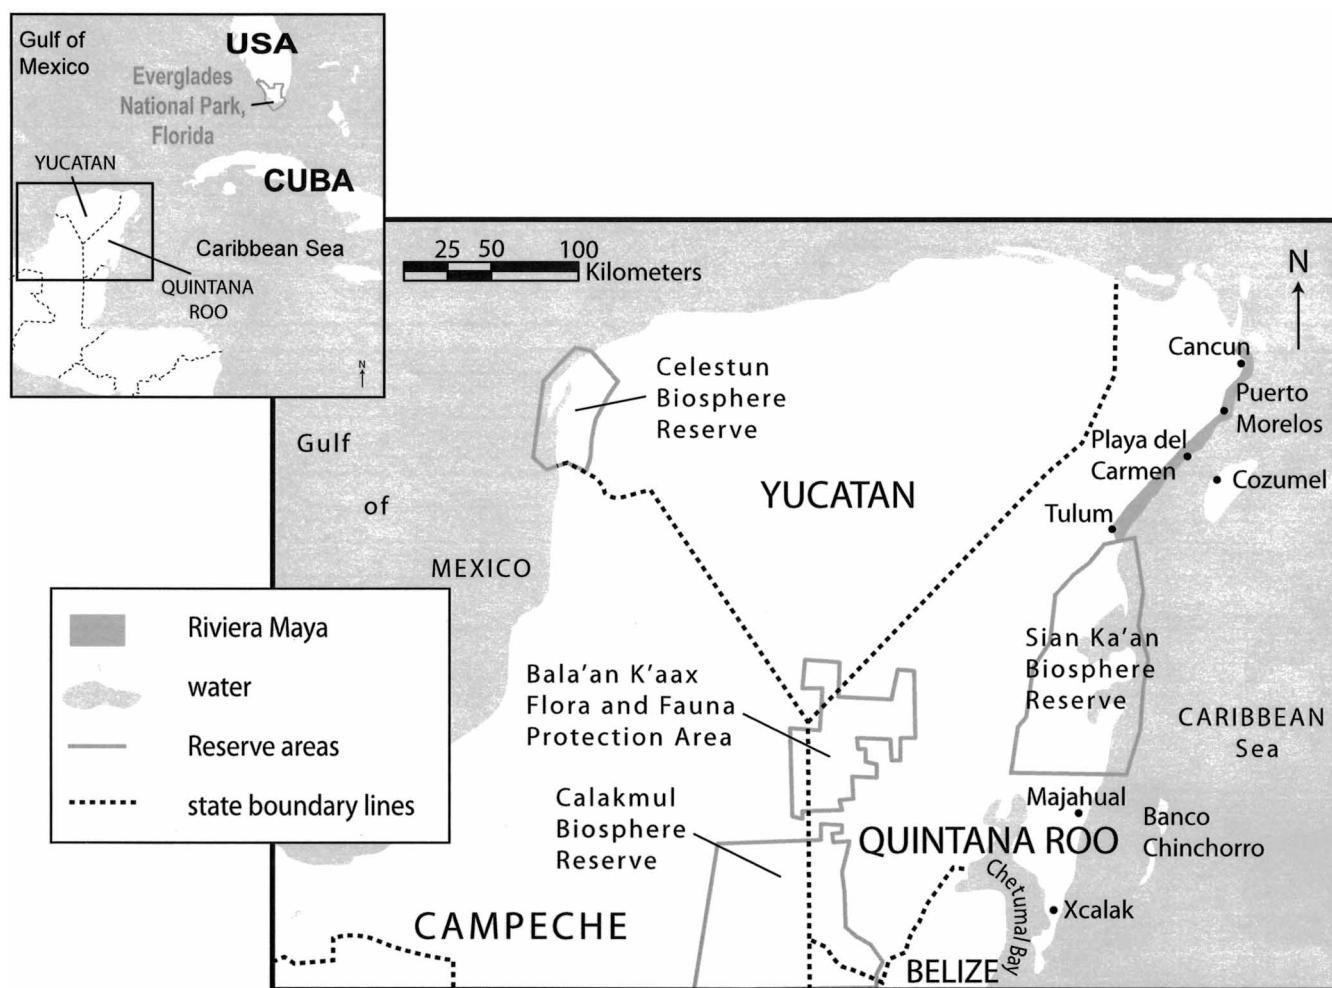 Gulf of
Mexico
USA
Everglades
National Park,
Florida
YUCATAN
CUBA
Caribbean Sea
QUINTANA
ROO
N
25 50 100
Kilometers
N
Cancun
Puerto
Morelos
Playa del
Carmen
Cozumel
Tulum
Celestun
Biosphere
Reserve
Gulf
of
MEXICO
YUCATAN
Riviera Maya
water
Reserve areas
state boundary lines
Bala'an K'aax
Flora and Fauna
Protection Area
Sian Ka'an
Biosphere
Reserve
CARIBBEAN
Sea
Calakmul
Biosphere
Reserve
Majahual
Banco
Chinchorro
QUINTANA ROO
Chetumal Bay
Xcalak
CAMPECHE
BELIZE